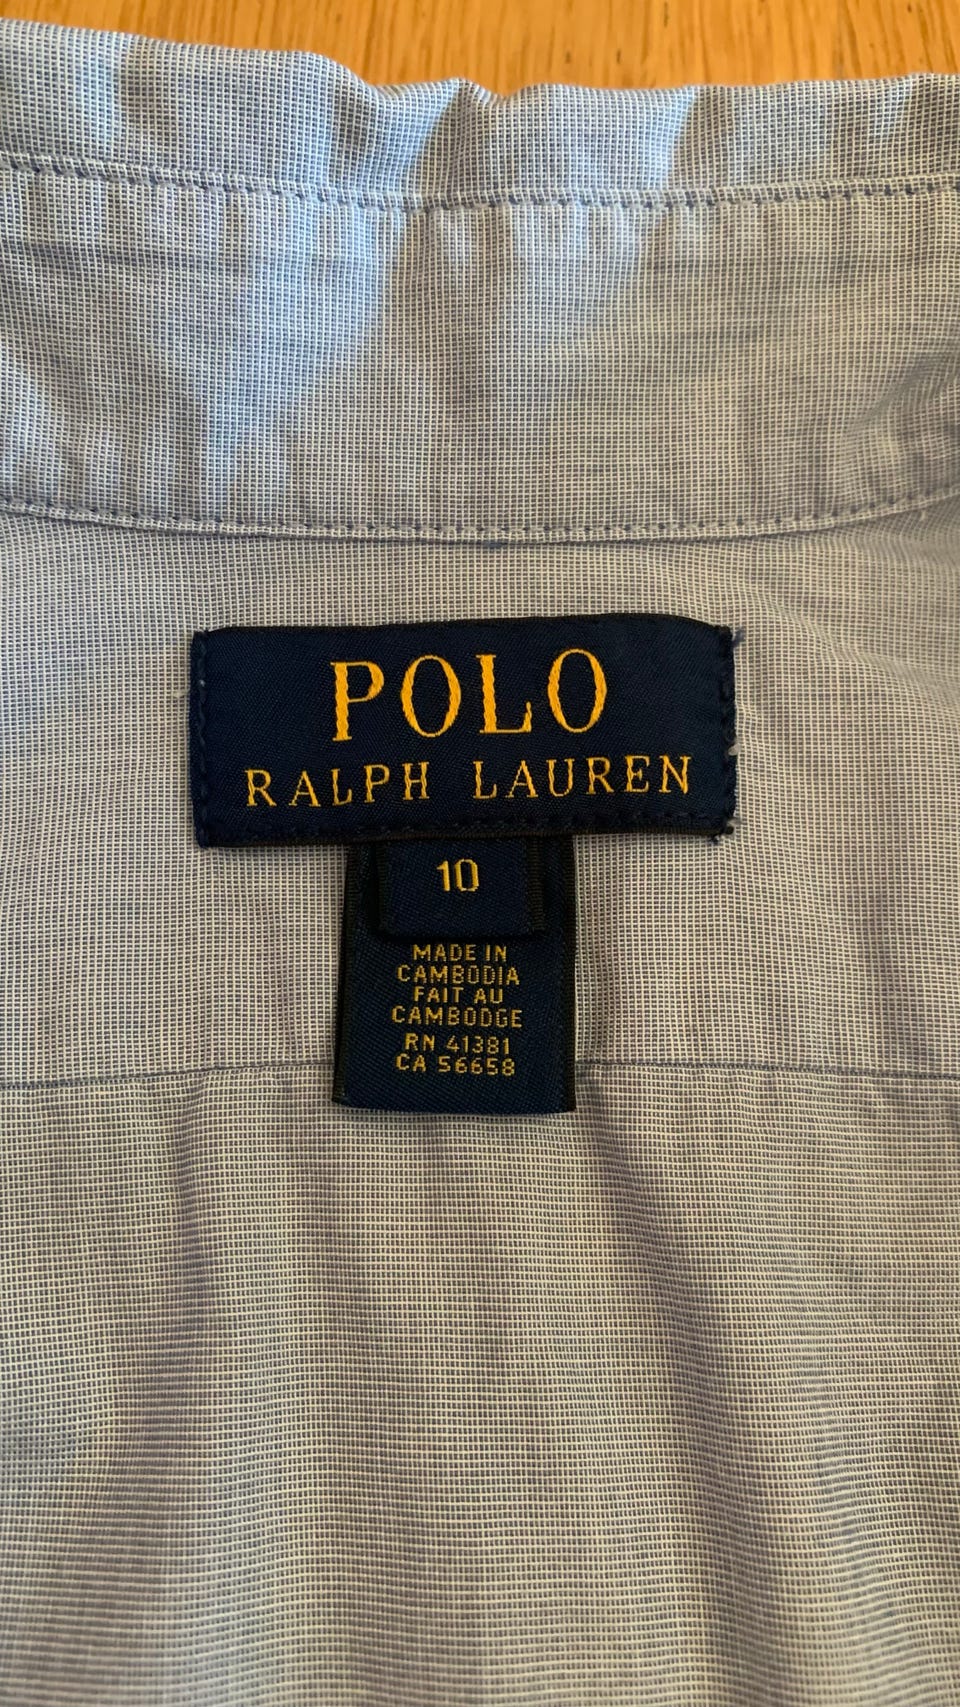 POLO
RALPH LAUREN
10
MADE IN
CAMBODIA
FAIT AU
CAMBODGE
RN 41381
CA 56658